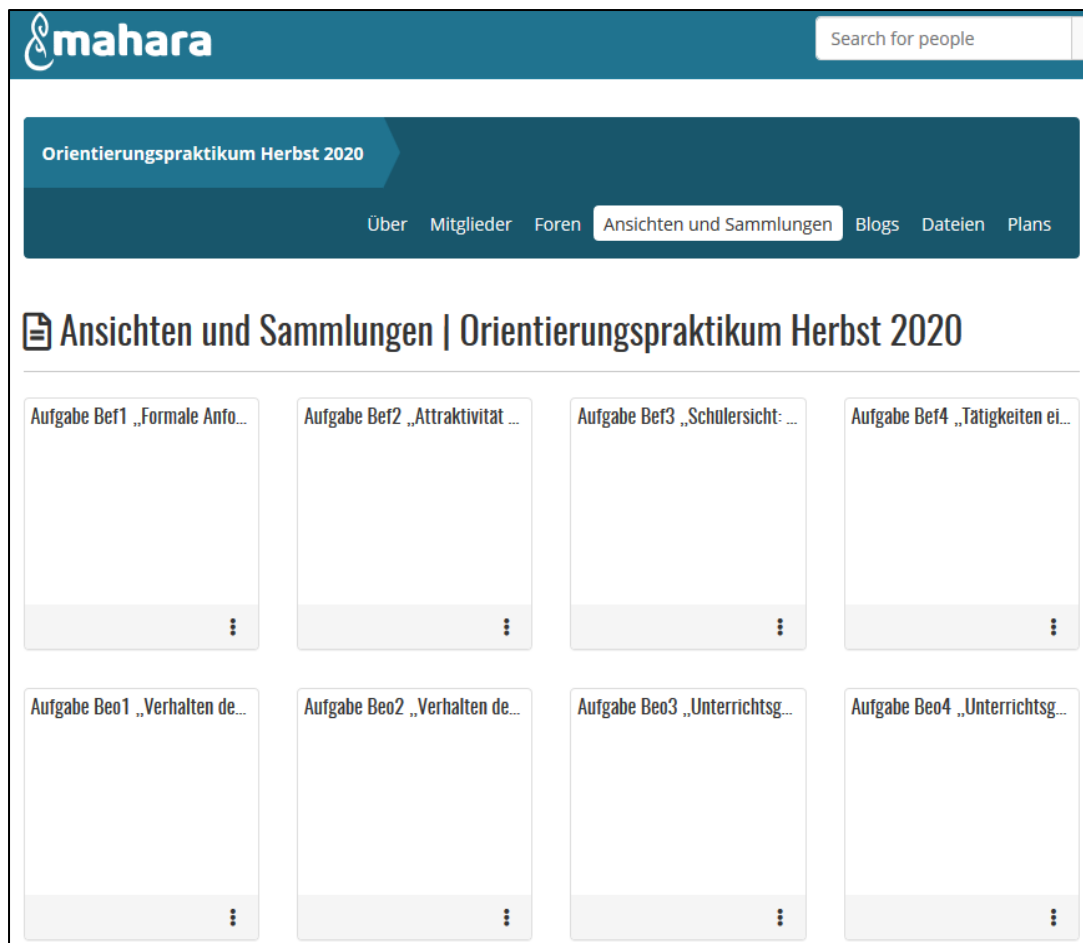 mahara
Search for people
Orientierungspraktikum Herbst 2020
Über Mitglieder Foren Ansichten und Sammlungen Blogs Dateien Plans
Ansichten und Sammlungen | Orientierungspraktikum Herbst 2020
Aufgabe Bef1 „Formale Anfo... Aufgabe Bef2 „Attraktivität ... Aufgabe Bef3 „Schülersicht: ... Aufgabe Bef4 „Tätigkeiten ei...
Aufgabe Beo1 „Verhalten de... Aufgabe Beo2 „Verhalten de... Aufgabe Beo3 „Unterrichtsg... Aufgabe Beo4 „Unterrichtsg...